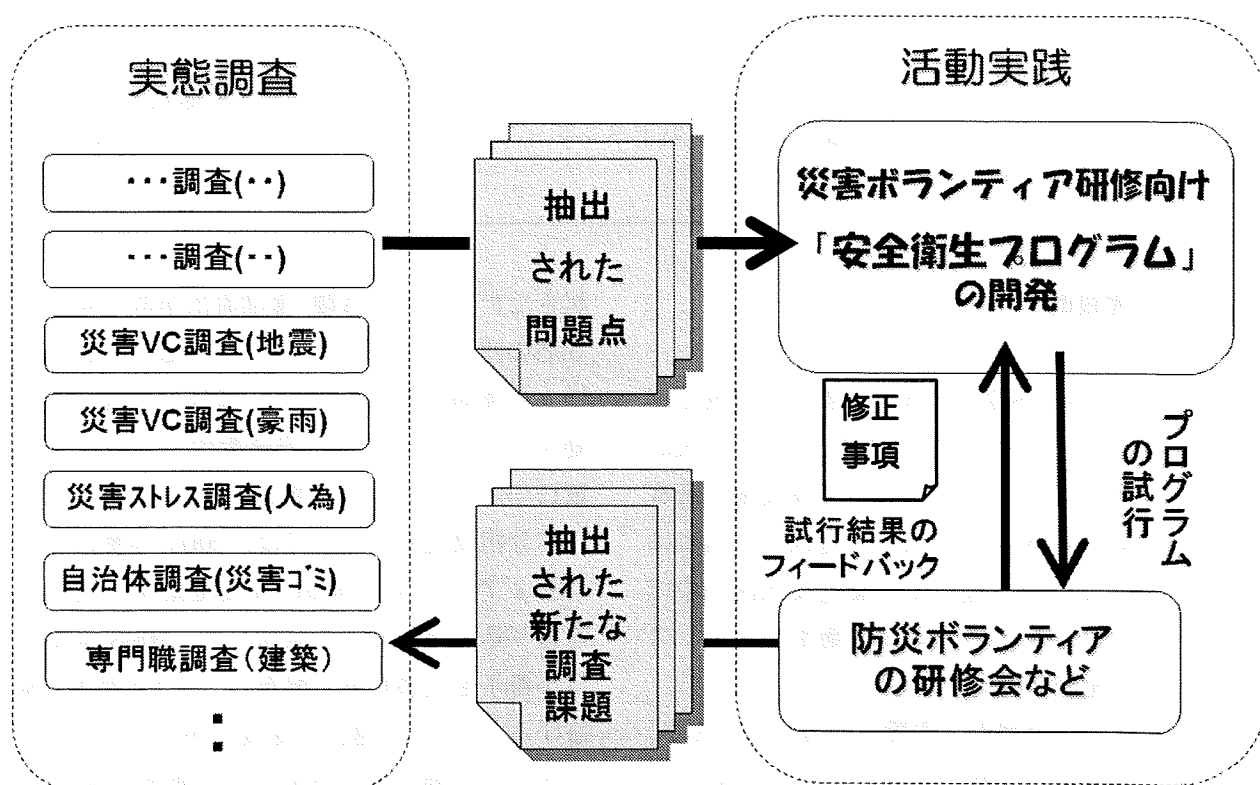 実態調査
・・・調査(・・)
・・・調査(・・)
災害VC調査(地震)
災害VC調査(豪雨)
災害ストレス調査(人為)
自治体調査(災害ゴミ)
専門職調査(建築)
:
抽出
された
問題点
抽出
された
新たな
調査
課題
活動実践
災害ボランティア研修向け
「安全衛生プログラム」
の開発
修正
事項
試行結果の
フィードバック
プログラム
の試行
防災ボランティア
の研修会など